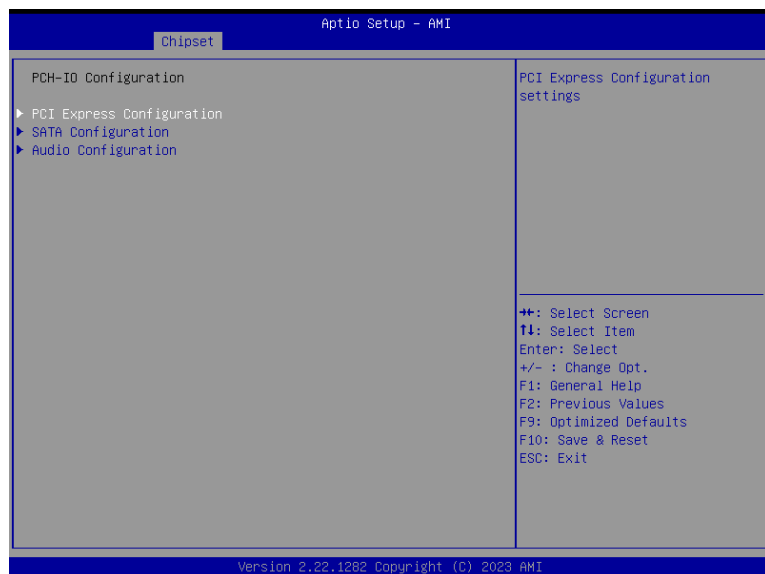 Aptio Setup – AMI
Chipset
PCH-IO Configuration
▶ PCI Express Configuration
▶ SATA Configuration
▶ Audio Configuration
PCI Express Configuration
settings
→←: Select Screen
↑↓: Select Item
Enter: Select
+/- : Change Opt.
F1: General Help
F2: Previous Values
F9: Optimized Defaults
F10: Save & Reset
ESC: Exit
Version 2.22.1282 Copyright (C) 2023 AMI